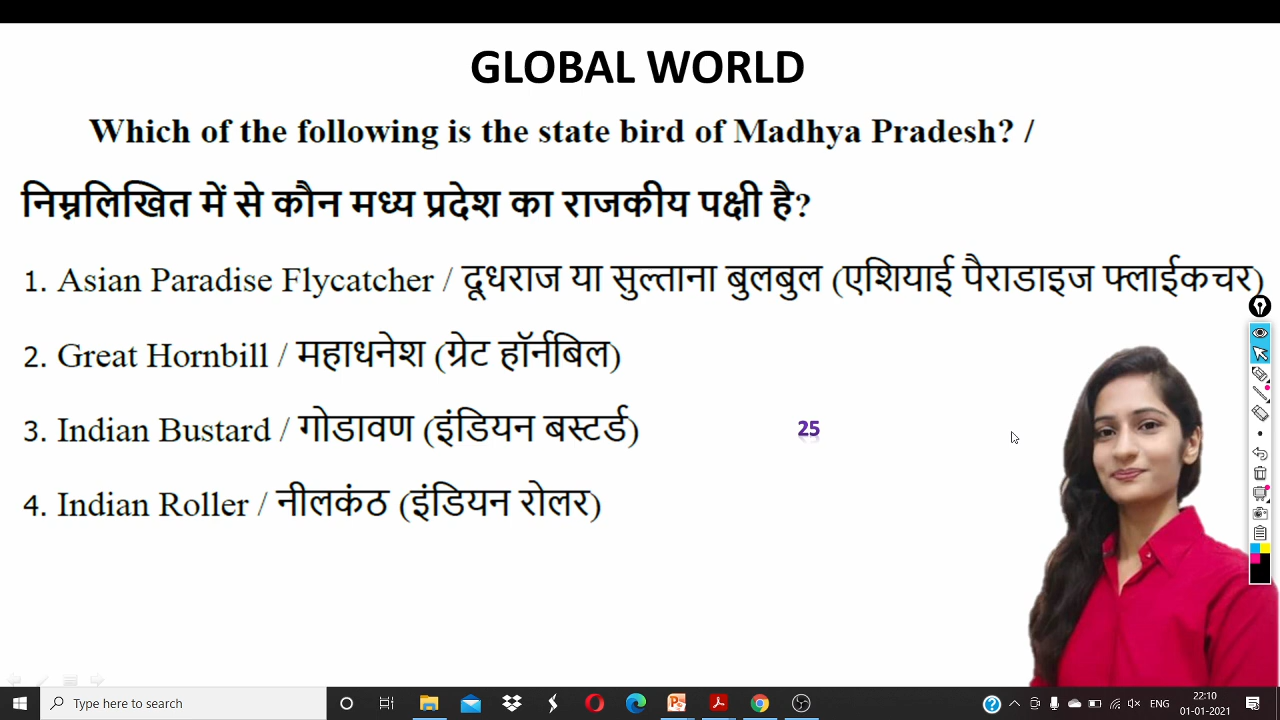 GLOBAL WORLD
Which of the following is the state bird of Madhya Pradesh? /
निम्नलिखित में से कौन मध्य प्रदेश का राजकीय पक्षी है?
1. Asian Paradise Flycatcher / दूधराज या सुल्ताना बुलबुल (एशियाई पैराडाइज फ्लाईकचर)
2. Great Hornbill / महाधनेश (ग्रेट हॉर्नबिल)
3. Indian Bustard / गोडावण (इंडियन बस्टर्ड)
25
4. Indian Roller / नीलकंठ (इंडियन रोलर)
Type here to search
ENG
22:10
01-01-2021